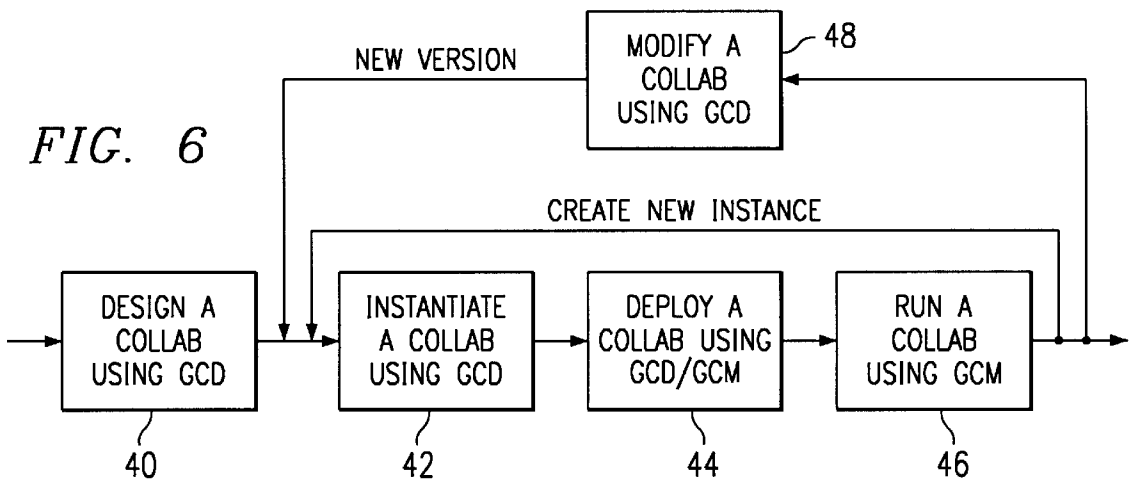 FIG. 6
MODIFY A
COLLAB
USING GCD
48
NEW VERSION
CREATE NEW INSTANCE
DESIGN A
COLLAB
USING GCD
40
INSTANTIATE
A COLLAB
USING GCD
42
DEPLOY A
COLLAB USING
GCD/GCM
44
RUN A
COLLAB
USING GCM
46